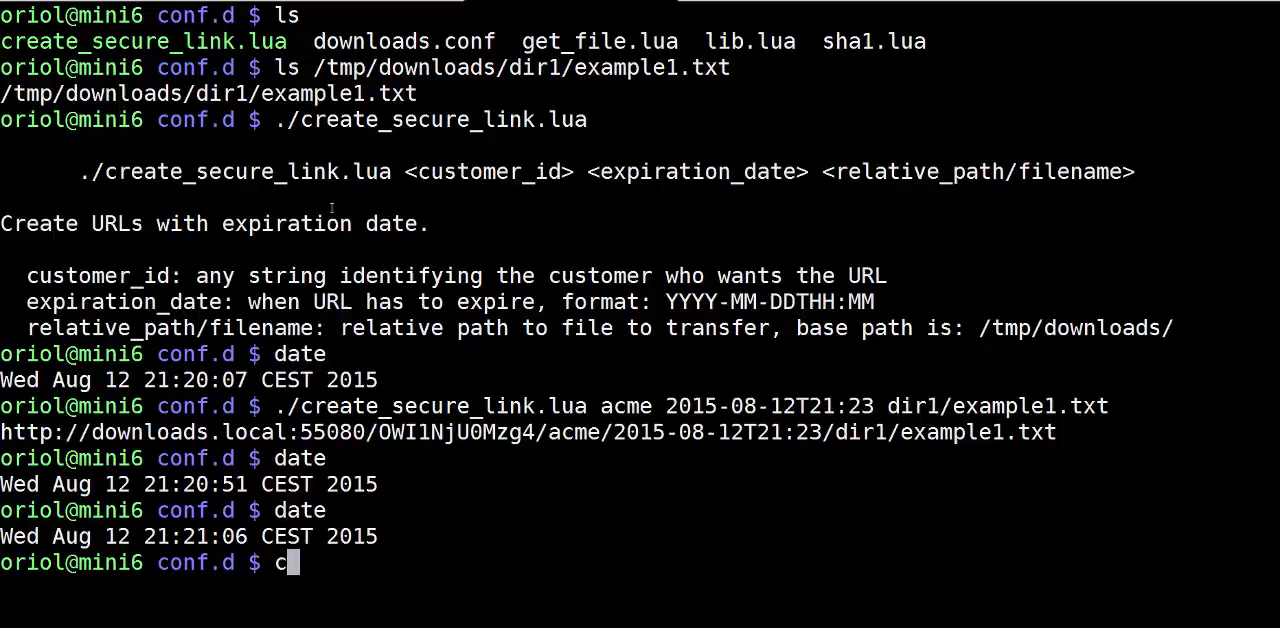 oriol@mini6 conf.d $ ls
create_secure_link.lua  downloads.conf  get_file.lua  lib.lua  sha1.lua
oriol@mini6 conf.d $ ls /tmp/downloads/dir1/example1.txt
/tmp/downloads/dir1/example1.txt
oriol@mini6 conf.d $ ./create_secure_link.lua
./create_secure_link.lua <customer_id> <expiration_date> <relative_path/filename>
Create URLs with expiration date.
customer_id: any string identifying the customer who wants the URL
expiration_date: when URL has to expire, format: YYYY-MM-DDTHH:MM
relative_path/filename: relative path to file to transfer, base path is: /tmp/downloads/
oriol@mini6 conf.d $ date
Wed Aug 12 21:20:07 CEST 2015
oriol@mini6 conf.d $ ./create_secure_link.lua acme 2015-08-12T21:23 dir1/example1.txt
http://downloads.local:55080/OWI1NjU0Mzg4/acme/2015-08-12T21:23/dir1/example1.txt
oriol@mini6 conf.d $ date
Wed Aug 12 21:20:51 CEST 2015
oriol@mini6 conf.d $ date
Wed Aug 12 21:21:06 CEST 2015
oriol@mini6 conf.d $ c